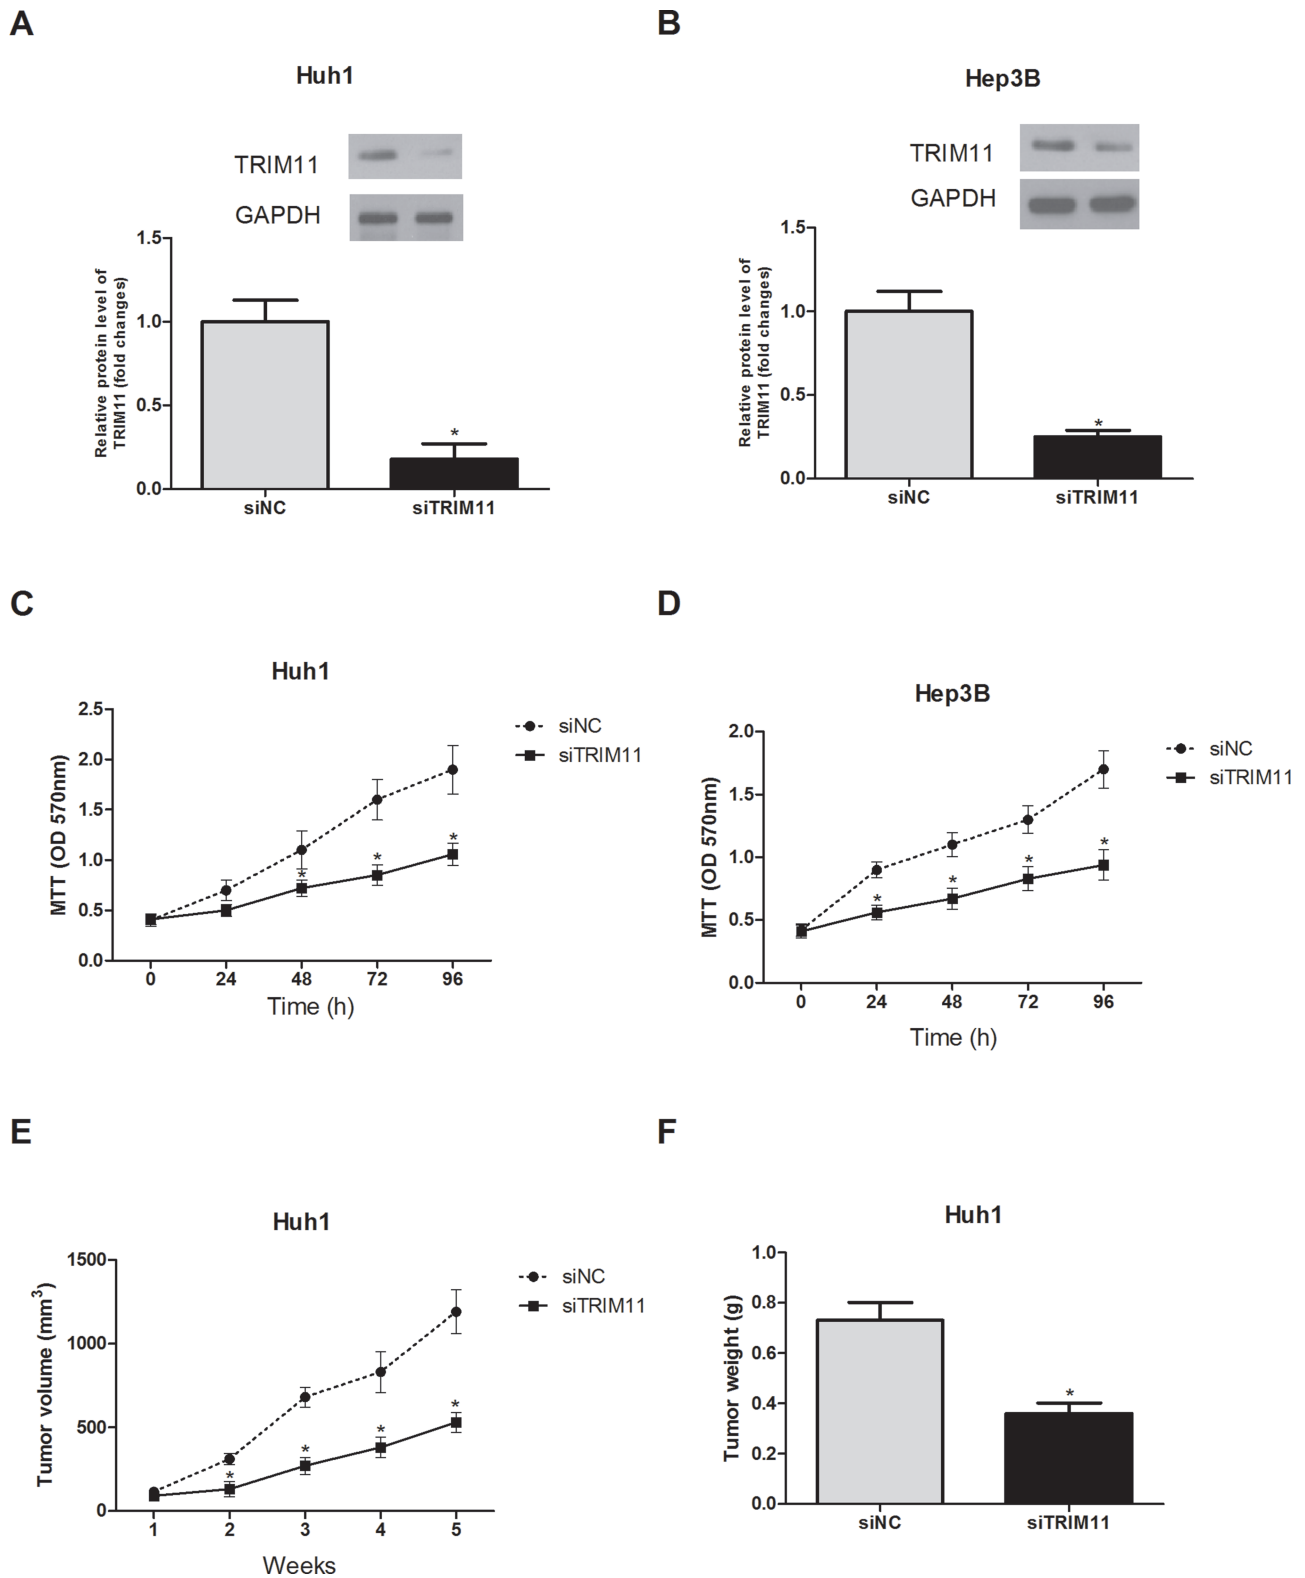 A
Huh1
TRIM11
GAPDH
Relative protein level of
TRIM11 (fold changes)
1.5
1.0
0.5
0.0
*
siNC
siTRIM11
B
Hep3B
TRIM11
GAPDH
Relative protein level of
TRIM11 (fold changes)
1.5
1.0
0.5
0.0
*
siNC
siTRIM11
C
Huh1
MTT (OD 570nm)
2.5
2.0
1.5
1.0
0.5
0.0
* * *
0 24 48 72 96
Time (h)
siNC
siTRIM11
D
Hep3B
MTT (OD 570nm)
2.0
1.5
1.0
0.5
0.0
* * * *
0 24 48 72 96
Time (h)
siNC
siTRIM11
E
Huh1
Tumor volume (mm³)
1500
1000
500
0
* * * *
1 2 3 4 5
Weeks
siNC
siTRIM11
F
Huh1
Tumor weight (g)
1.0
0.8
0.6
0.4
0.2
0.0
*
siNC
siTRIM11